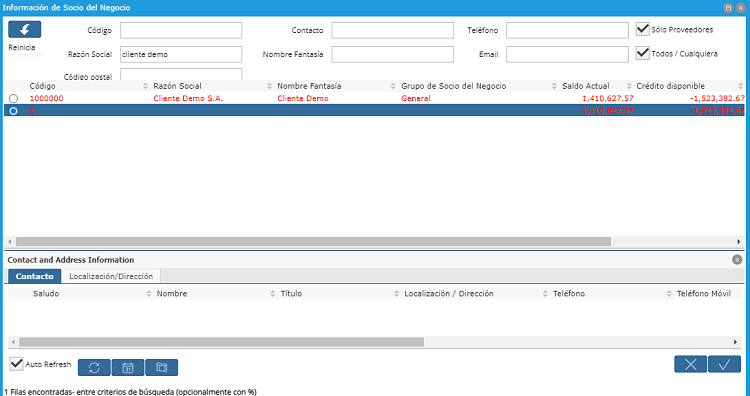 Información de Socio del Negocio
Código Contacto Teléfono Sólo Proveedores
Reinicia
Razón Social cliente demo Nombre Fantasía Email Todos / Cualquiera
Código postal
Código Razón Social Nombre Fantasía Grupo de Socio del Negocio Saldo Actual Crédito disponible
1000000 Cliente Demo S.A. Cliente Demo General 1,410,627.57 -1,523,382.67
1,410,627.57 -1,523,382.67
Contact and Address Information
Contacto Localización/Dirección
Saludo Nombre Título Localización / Dirección Teléfono Teléfono Móvil
Auto Refresh
1 Filas encontradas- entre criterios de búsqueda (opcionalmente con %)